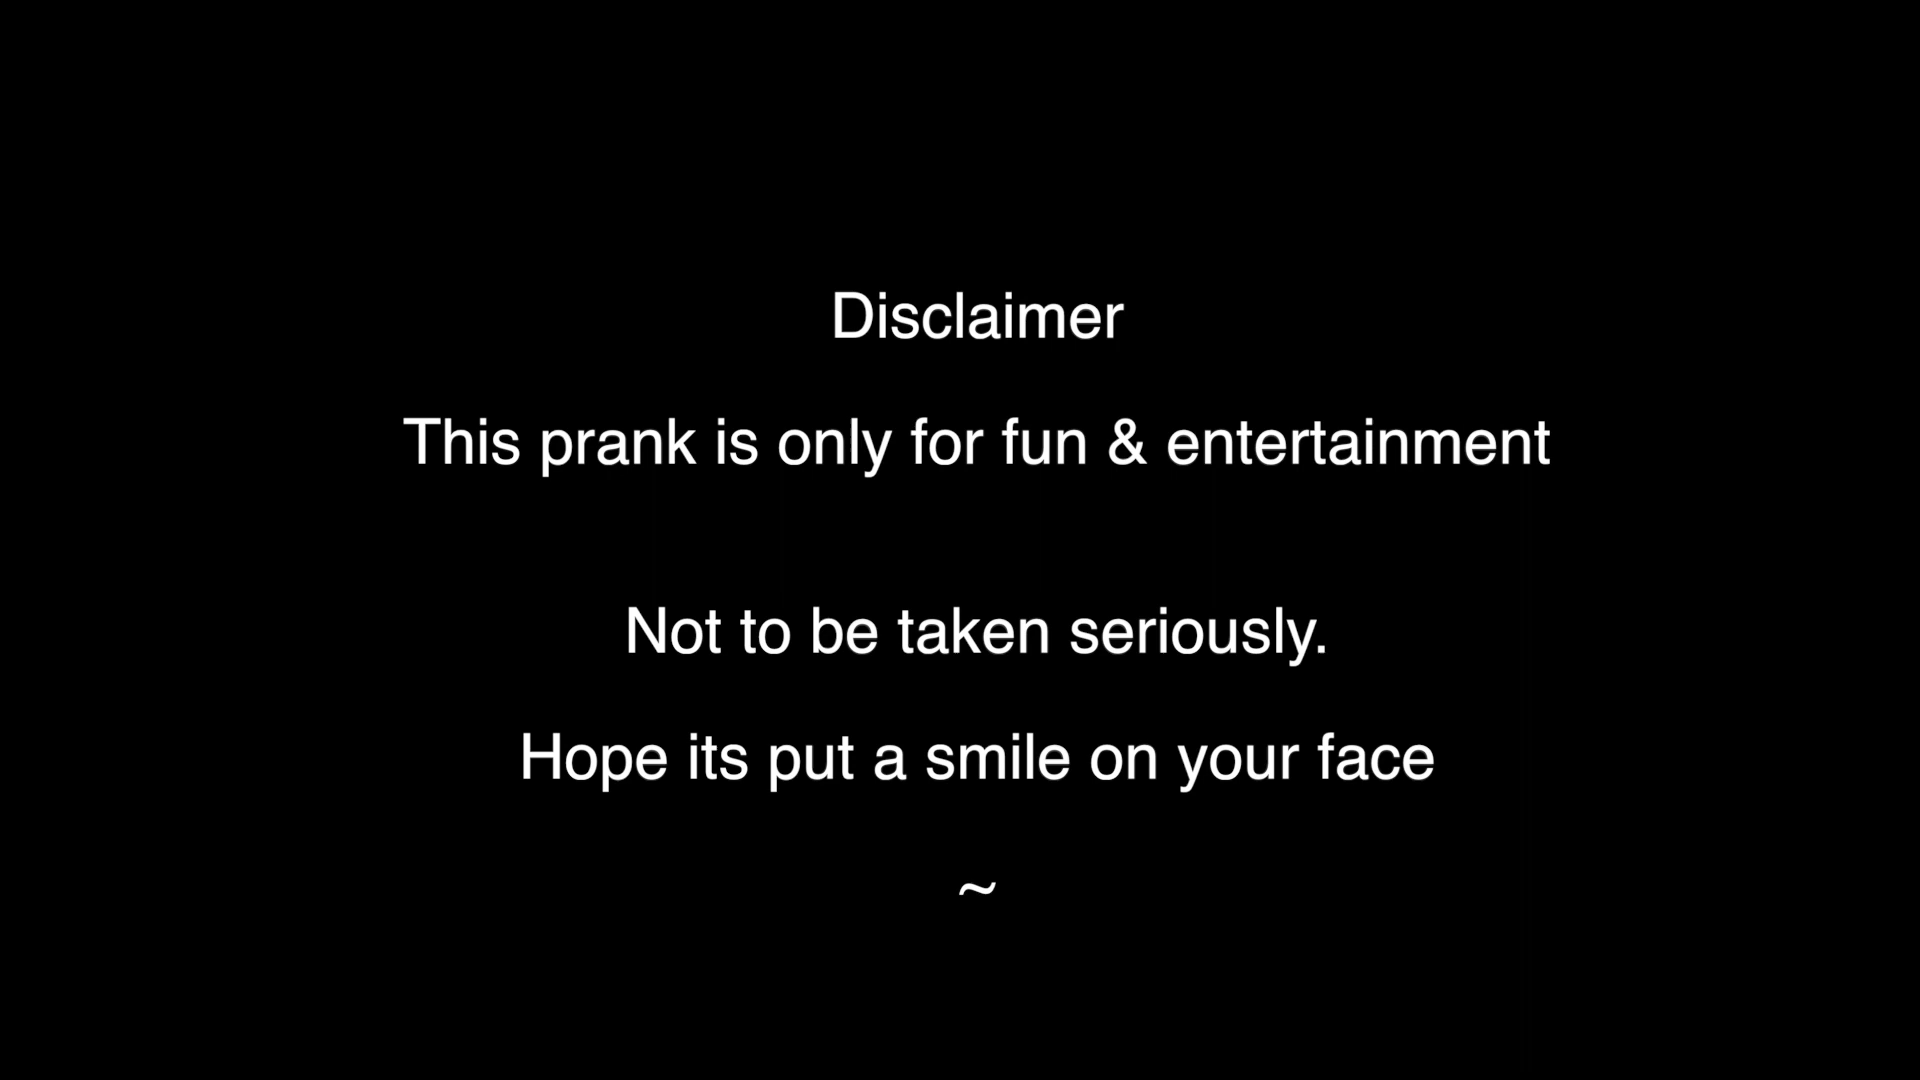 Disclaimer
This prank is only for fun & entertainment
Not to be taken seriously.
Hope its put a smile on your face
~